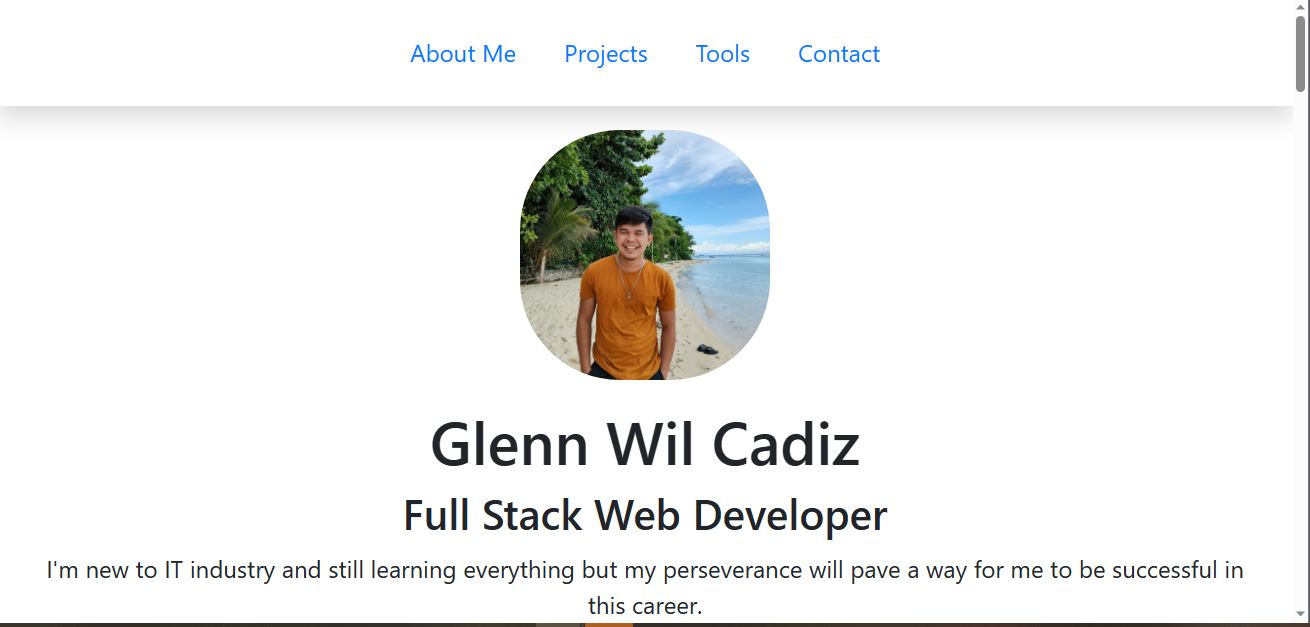 About Me Projects Tools Contact
Glenn Wil Cadiz
Full Stack Web Developer
I'm new to IT industry and still learning everything but my perseverance will pave a way for me to be successful in
this career.